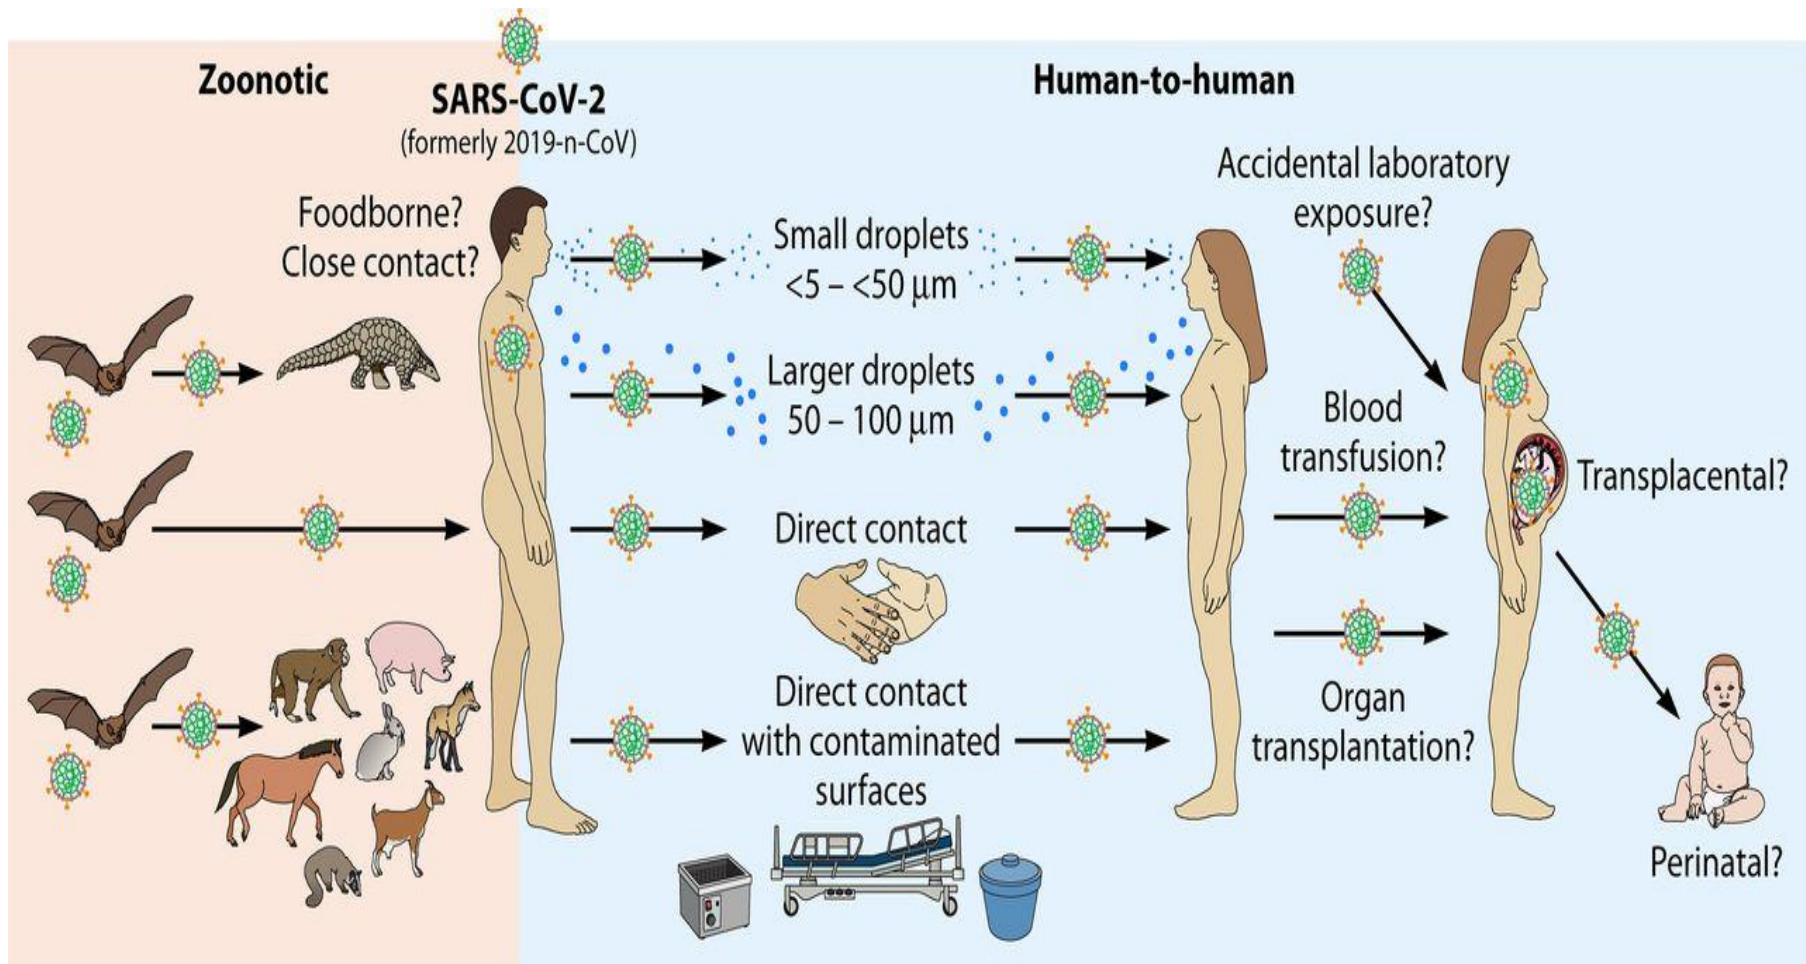 Zoonotic
SARS-CoV-2
(formerly 2019-n-CoV)
Human-to-human
Foodborne?
Close contact?
Small droplets
<5 – <50 µm
Larger droplets
50 – 100 µm
Direct contact
Direct contact
with contaminated
surfaces
Accidental laboratory
exposure?
Blood
transfusion?
Organ
transplantation?
Transplacental?
Perinatal?